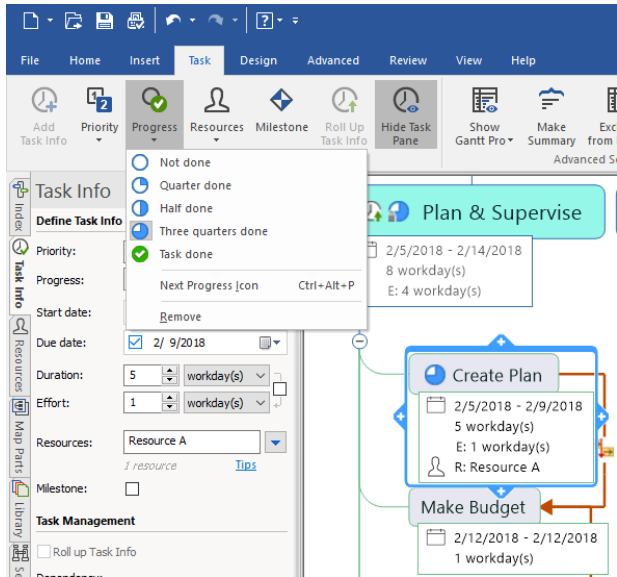 File Home Insert Task Design Advanced Review View Help
Add Task Info
Priority
Progress
Resources
Milestone
Roll Up Task Info
Hide Task Pane
Show Gantt Pro
Make Summary
from
Advanced
Not done
Quarter done
Half done
Three quarters done
Task done
Next Progress Icon Ctrl+Alt+P
Remove
Index
Task Info
Resources
Map Parts
Library
Task Info
Define Task Info
Priority:
Progress:
Start date:
Due date: 2/ 9/2018
Duration: 5 workday(s)
Effort: 1 workday(s)
Resources: Resource A
1 resource Tips
Milestone:
Task Management
Roll up Task Info
Plan & Supervise
2/5/2018 - 2/14/2018
8 workday(s)
E: 4 workday(s)
Create Plan
2/5/2018 - 2/9/2018
5 workday(s)
E: 1 workday(s)
R: Resource A
Make Budget
2/12/2018 - 2/12/2018
1 workday(s)